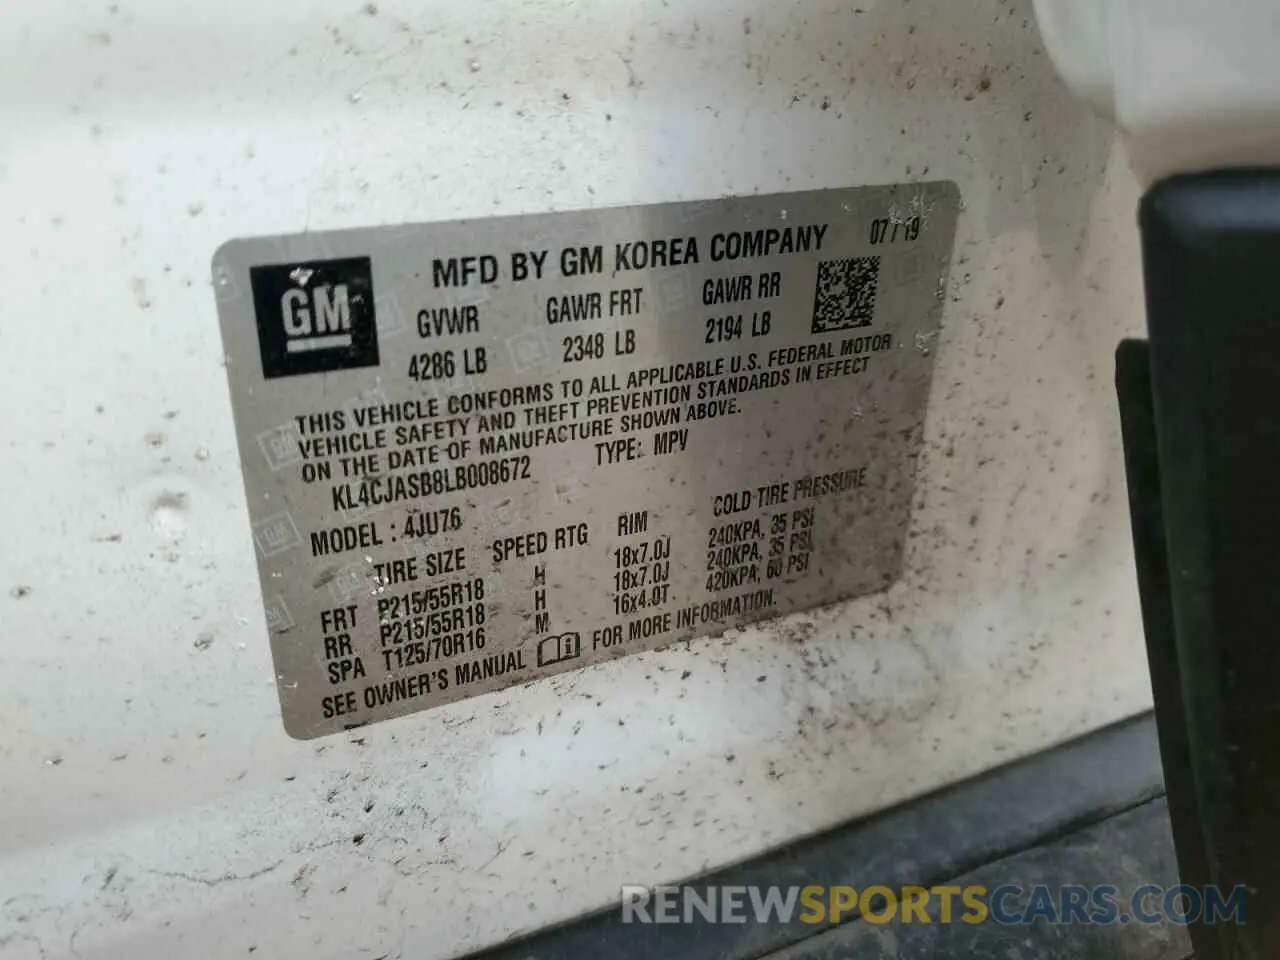 MFD BY GM KOREA COMPANY 07/19
GM
GVWR GAWR FRT GAWR RR
4286 LB 2348 LB 2194 LB
THIS VEHICLE CONFORMS TO ALL APPLICABLE U.S. FEDERAL MOTOR
VEHICLE SAFETY AND THEFT PREVENTION STANDARDS IN EFFECT
ON THE DATE OF MANUFACTURE SHOWN ABOVE.
KL4CJASB8LB008672 TYPE: MPV
MODEL: 4JU76
TIRE SIZE SPEED RTG RIM COLD TIRE PRESSURE
FRT P215/55R18 H 18x7.0J 240KPA, 35 PSI
RR P215/55R18 H 18x7.0J 240KPA, 35 PSI
SPA T125/70R16 M 16x4.0T 420KPA, 60 PSI
SEE OWNER'S MANUAL FOR MORE INFORMATION.
RENEWSPORTSCARS.COM